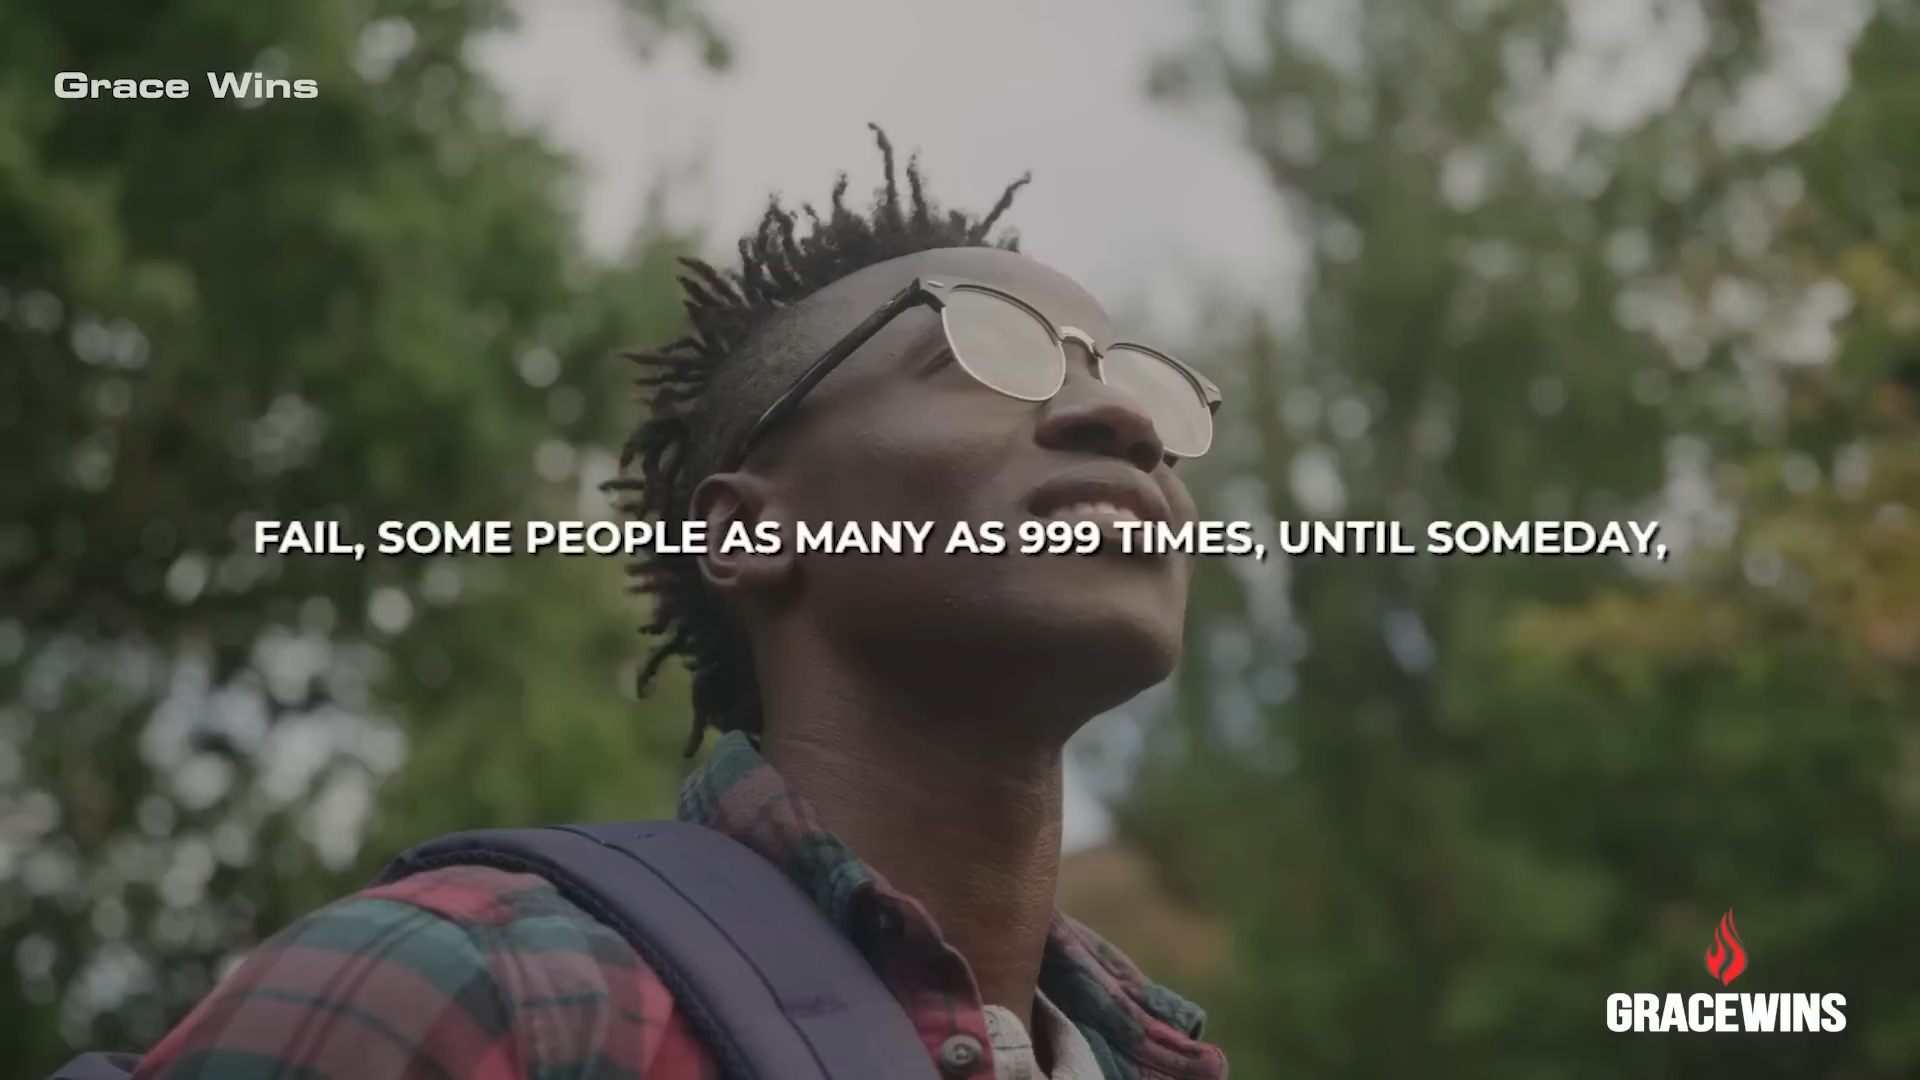 Grace Wins
FAIL, SOME PEOPLE AS MANY AS 999 TIMES, UNTIL SOMEDAY,
GRACEWINS